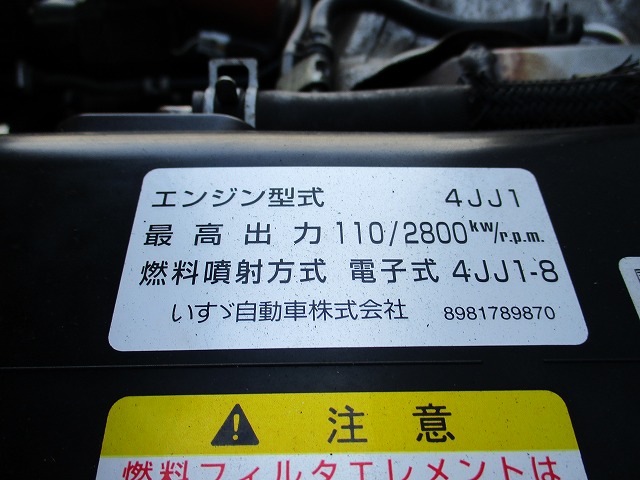 エンジン型式 4JJ1
最高出力 110/2800kW/r.p.m.
燃料噴射方式 電子式 4JJ1-8
いすゞ自動車株式会社 8981789870
注意
燃料フィルタエレメントは